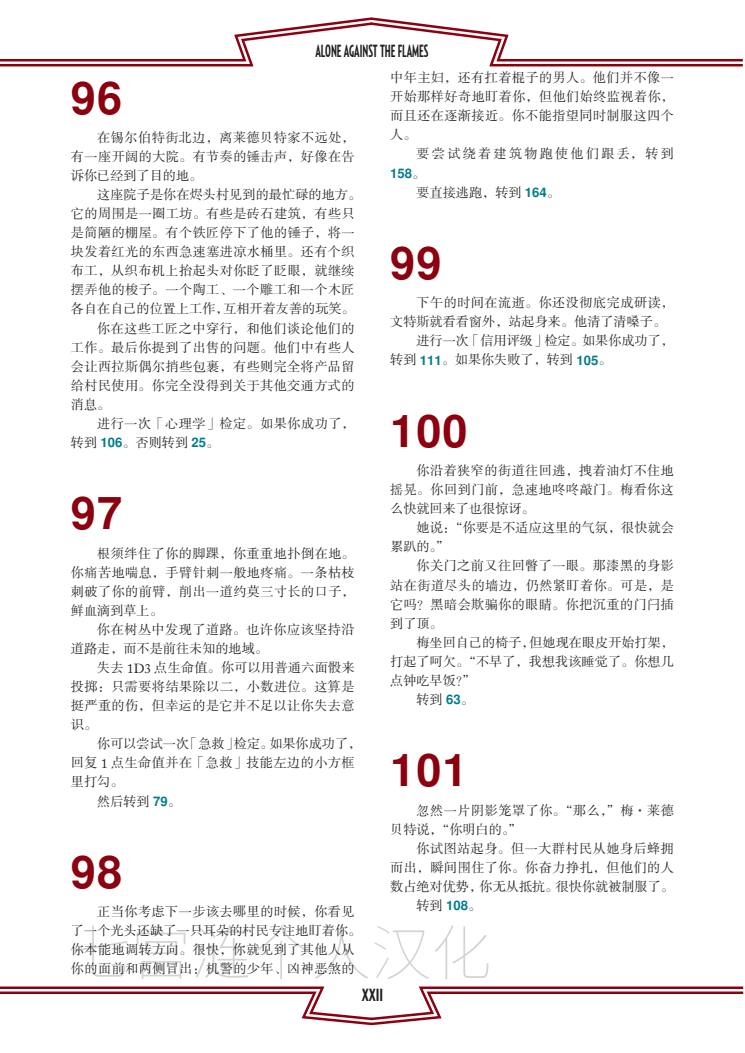 ALONE AGAINST THE FLAMES
96
在锡尔伯特街北边，离莱德贝特家不远处，
有一座开阔的大院。有节奏的锤击声，好像在告
诉你已经到了目的地。
这座院子是你在烬头村见到的最忙碌的地方。
它的周围是一圈工坊。有些是砖石建筑，有些只
是简陋的棚屋。有个铁匠停下了他的锤子，将一
块发着红光的东西急速塞进凉水桶里。还有个织
布工，从织布机上抬起头对你眨了眨眼，就继续
摆弄他的梭子。一个陶工、一个雕工和一个木匠
各自在自己的位置上工作，互相开着友善的玩笑。
你在这些工匠之中穿行，和他们谈论他们的
工作。最后你提到了出售的问题。他们中有些人
会让西拉斯偶尔捎些包裹，有些则完全将产品留
给村民使用。你完全没得到关于其他交通方式的
消息。
进行一次「心理学」检定。如果你成功了，
转到 106。否则转到 25。
97
根须绊住了你的脚踝，你重重地扑倒在地。
你痛苦地喘息，手臂针刺一般地疼痛。一条枯枝
刺破了你的前臂，削出一道约莫三寸长的口子，
鲜血滴到草上。
你在树丛中发现了道路。也许你应该坚持沿
道路走，而不是前往未知的地域。
失去 1D3 点生命值。你可以用普通六面骰来
投掷：只需要将结果除以二，小数进位。这算是
挺严重的伤，但幸运的是它并不足以让你失去意
识。
你可以尝试一次「急救」检定。如果你成功了，
回复 1 点生命值并在「急救」技能左边的小方框
里打勾。
然后转到 79。
98
正当你考虑下一步该去哪里的时候，你看见
了一个光头还缺了一只耳朵的村民专注地盯着你。
你本能地调转方向。很快，你就见到了其他人从
你的面前和两侧冒出：机警的少年、凶神恶煞的
中年主妇，还有扛着棍子的男人。他们并不像一
开始那样好奇地盯着你，但他们始终监视着你，
而且还在逐渐接近。你不能指望同时制服这四个
人。
要尝试绕着建筑物跑使他们跟丢，转到
158。
要直接逃跑，转到 164。
99
下午的时间在流逝。你还没彻底完成研读，
文特斯就看看窗外，站起身来。他清了清嗓子。
进行一次「信用评级」检定。如果你成功了，
转到 111。如果你失败了，转到 105。
100
你沿着狭窄的街道往回逃，拽着油灯不住地
摇晃。你回到门前，急速地咚咚敲门。梅看你这
么快就回来了也很惊讶。
她说：“你要是不适应这里的气氛，很快就会
累趴的。”
你关门之前又往回瞥了一眼。那漆黑的身影
站在街道尽头的墙边，仍然紧盯着你。可是，是
它吗？黑暗会欺骗你的眼睛。你把沉重的门闩插
到了顶。
梅坐回自己的椅子，但她现在眼皮开始打架，
打起了呵欠。“不早了，我想我该睡觉了。你想几
点钟吃早饭？”
转到 63。
101
忽然一片阴影笼罩了你。“那么，”梅·莱德
贝特说，“你明白的。”
你试图站起身。但一大群村民从她身后蜂拥
而出，瞬间围住了你。你奋力挣扎，但他们的人
数占绝对优势，你无从抵抗。很快你就被制服了。
转到 108。
XXII